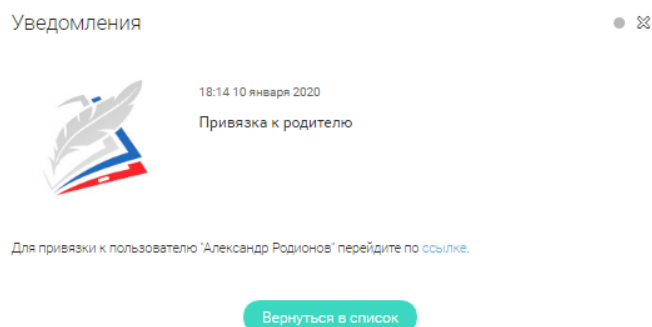 Уведомления
18:14 10 января 2020
Привязка к родителю
Для привязки к пользователю "Александр Родионов" перейдите по ссылке.
Вернуться в список